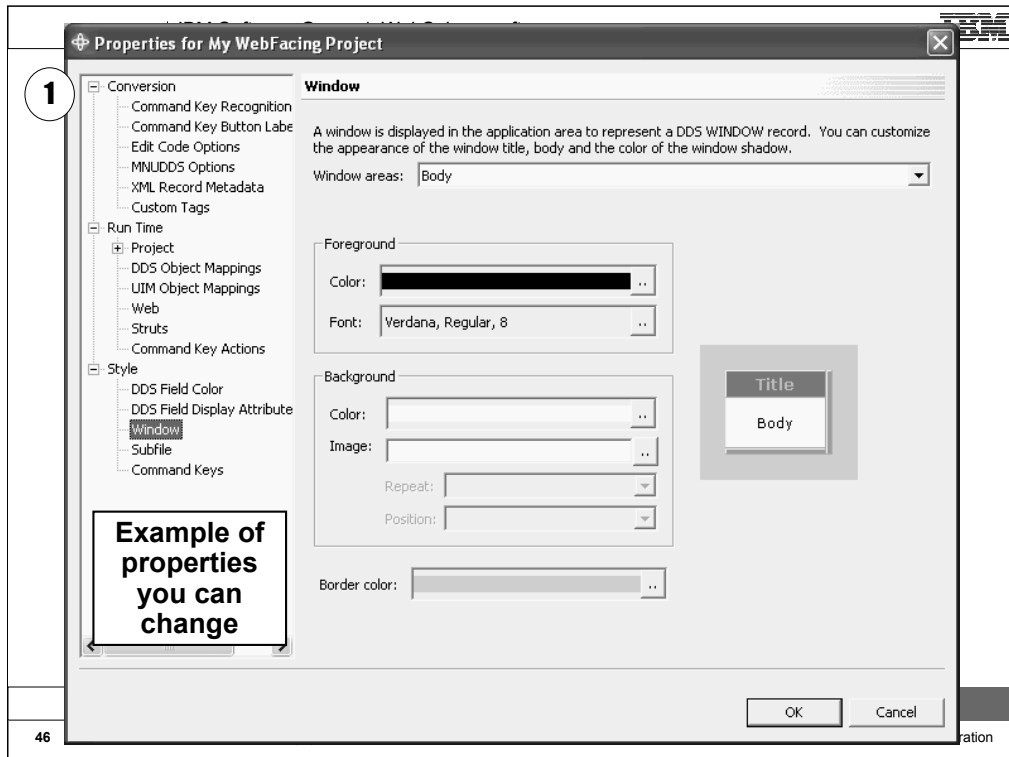 IBM
Properties for My WebFacing Project
1
Conversion
Command Key Recognition
Command Key Button Labe
Edit Code Options
MNUDDS Options
XML Record Metadata
Custom Tags
Run Time
Project
DDS Object Mappings
UIM Object Mappings
Web
Struts
Command Key Actions
Style
DDS Field Color
DDS Field Display Attribute
Window
Subfile
Command Keys
Example of
properties
you can
change
Window
A window is displayed in the application area to represent a DDS WINDOW record. You can customize
the appearance of the window title, body and the color of the window shadow.
Window areas: Body
Foreground
Color: ..
Font: Verdana, Regular, 8 ..
Background
Color: ..
Image: ..
Repeat:
Position:
Border color: ..
Title
Body
OK Cancel
46
ration